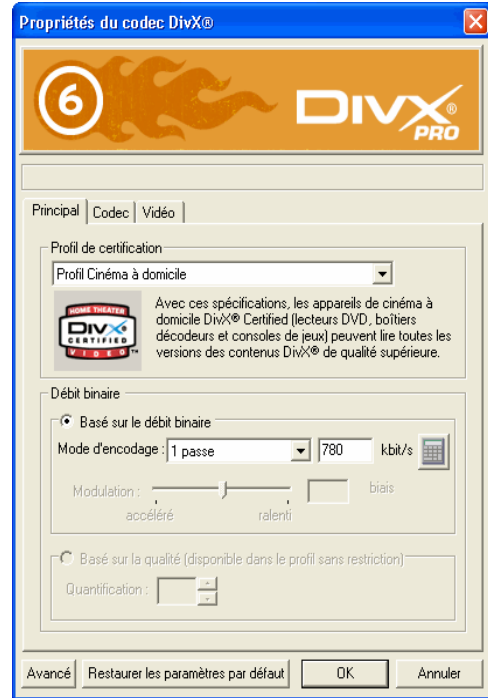 Propriétés du codec DivX®
6
DIVX®
PRO
Principal
Codec
Vidéo
Profil de certification
Profil Cinéma à domicile
HOME THEATER
DIVX
CERTIFIED
VIDEO™
Avec ces spécifications, les appareils de cinéma à
domicile DivX® Certified (lecteurs DVD, boîtiers
décodeurs et consoles de jeux) peuvent lire toutes les
versions des contenus DivX® de qualité supérieure.
Débit binaire
Basé sur le débit binaire
Mode d'encodage : 1 passe 780 kbit/s
Modulation : biais
accéléré ralenti
Basé sur la qualité (disponible dans le profil sans restriction)
Quantification :
Avancé Restaurer les paramètres par défaut OK Annuler